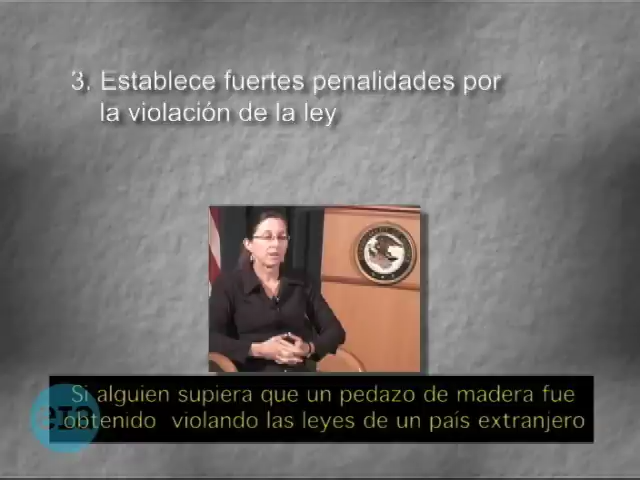 3. Establece fuertes penalidades por
la violación de la ley
Si alguien supiera que un pedazo de madera fue
obtenido violando las leyes de un país extranjero
eia